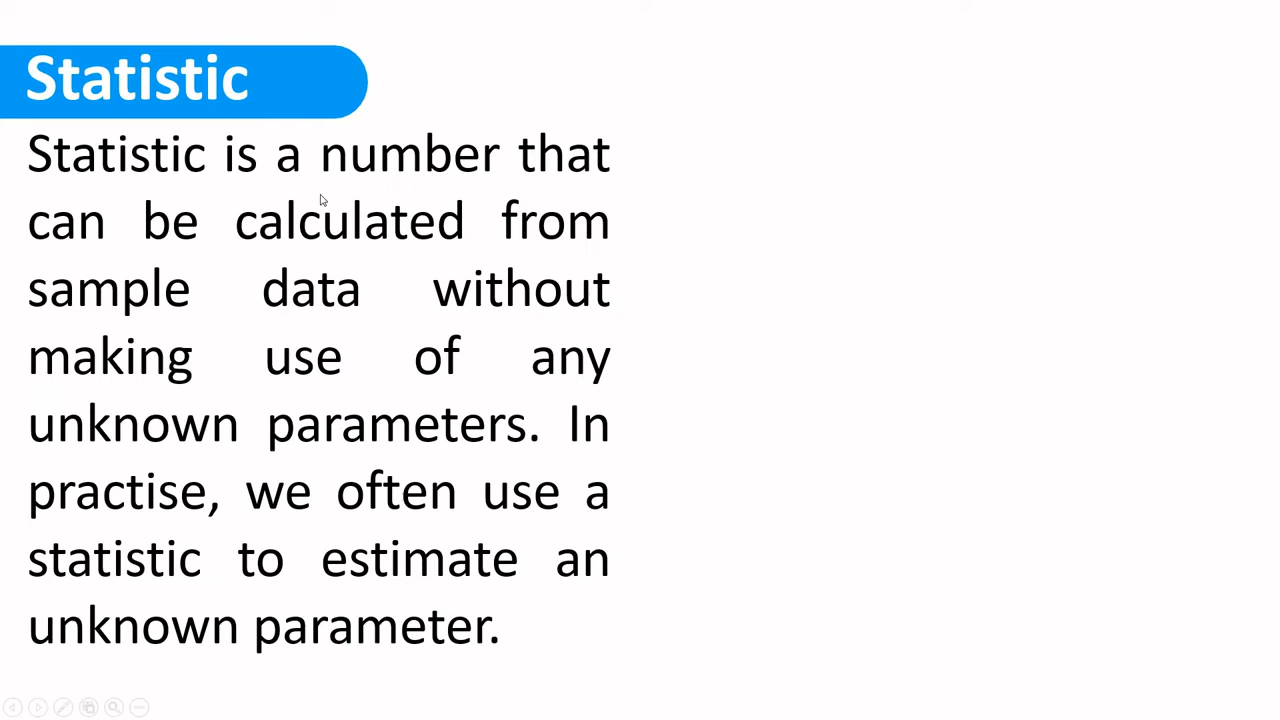 Statistic
Statistic is a number that
can be calculated from
sample data without
making use of any
unknown parameters. In
practise, we often use a
statistic to estimate an
unknown parameter.